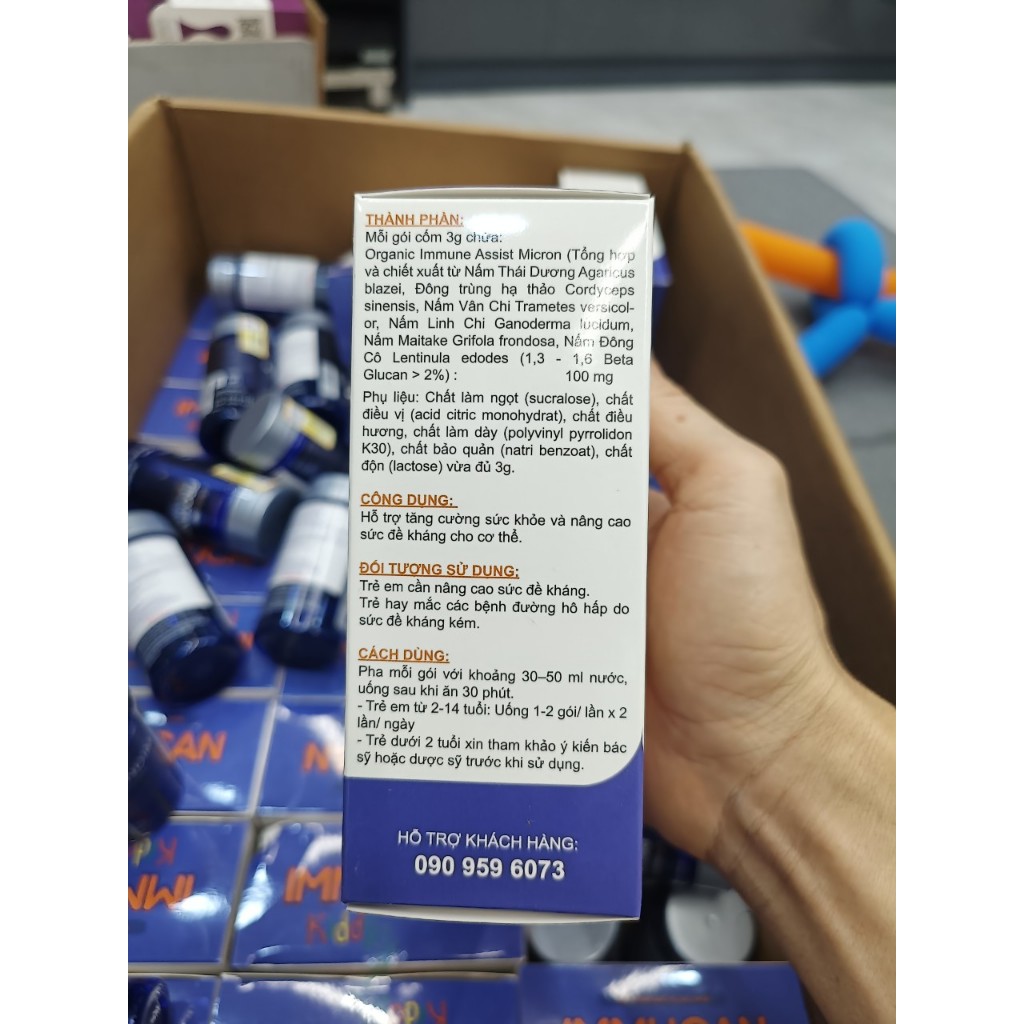 THÀNH PHẦN:
Mỗi gói cốm 3g chứa:
Organic Immune Assist Micron (Tổng hợp
và chiết xuất từ Nấm Thái Dương Agaricus
blazei, Đông trùng hạ thảo Cordyceps
sinensis, Nấm Vân Chi Trametes versicol-
or, Nấm Linh Chi Ganoderma lucidum,
Nấm Maitake Grifola frondosa, Nấm Đông
Cô Lentinula edodes (1,3 - 1,6 Beta
Glucan > 2%) : 100 mg
Phụ liệu: Chất làm ngọt (sucralose), chất
điều vị (acid citric monohydrat), chất điều
hương, chất làm dày (polyvinyl pyrrolidon
K30), chất bảo quản (natri benzoat), chất
độn (lactose) vừa đủ 3g.
CÔNG DỤNG:
Hỗ trợ tăng cường sức khỏe và nâng cao
sức đề kháng cho cơ thể.
ĐỐI TƯỢNG SỬ DỤNG:
Trẻ em cần nâng cao sức đề kháng.
Trẻ hay mắc các bệnh đường hô hấp do
sức đề kháng kém.
CÁCH DÙNG:
Pha mỗi gói với khoảng 30–50 ml nước,
uống sau khi ăn 30 phút.
- Trẻ em từ 2-14 tuổi: Uống 1-2 gói/ lần x 2
lần/ ngày
- Trẻ dưới 2 tuổi xin tham khảo ý kiến bác
sỹ hoặc dược sỹ trước khi sử dụng.
HỖ TRỢ KHÁCH HÀNG:
090 959 6073